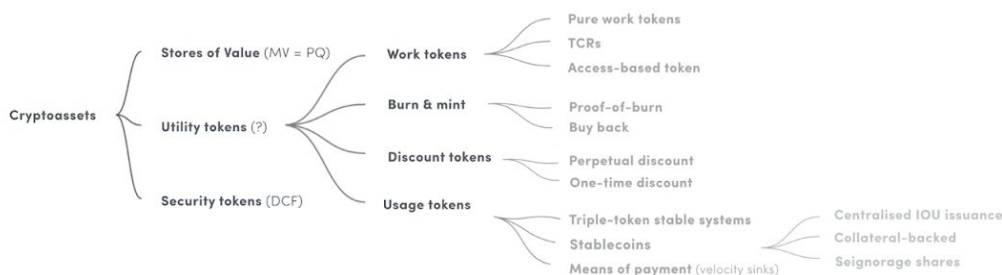 Cryptoassets
Stores of Value (MV = PQ)
Utility tokens (?)
Security tokens (DCF)
Work tokens
Burn & mint
Discount tokens
Usage tokens
Pure work tokens
TCRs
Access-based token
Proof-of-burn
Buy back
Perpetual discount
One-time discount
Triple-token stable systems
Stablecoins
Means of payment (velocity sinks)
Centralised IOU issuance
Collateral-backed
Seignorage shares